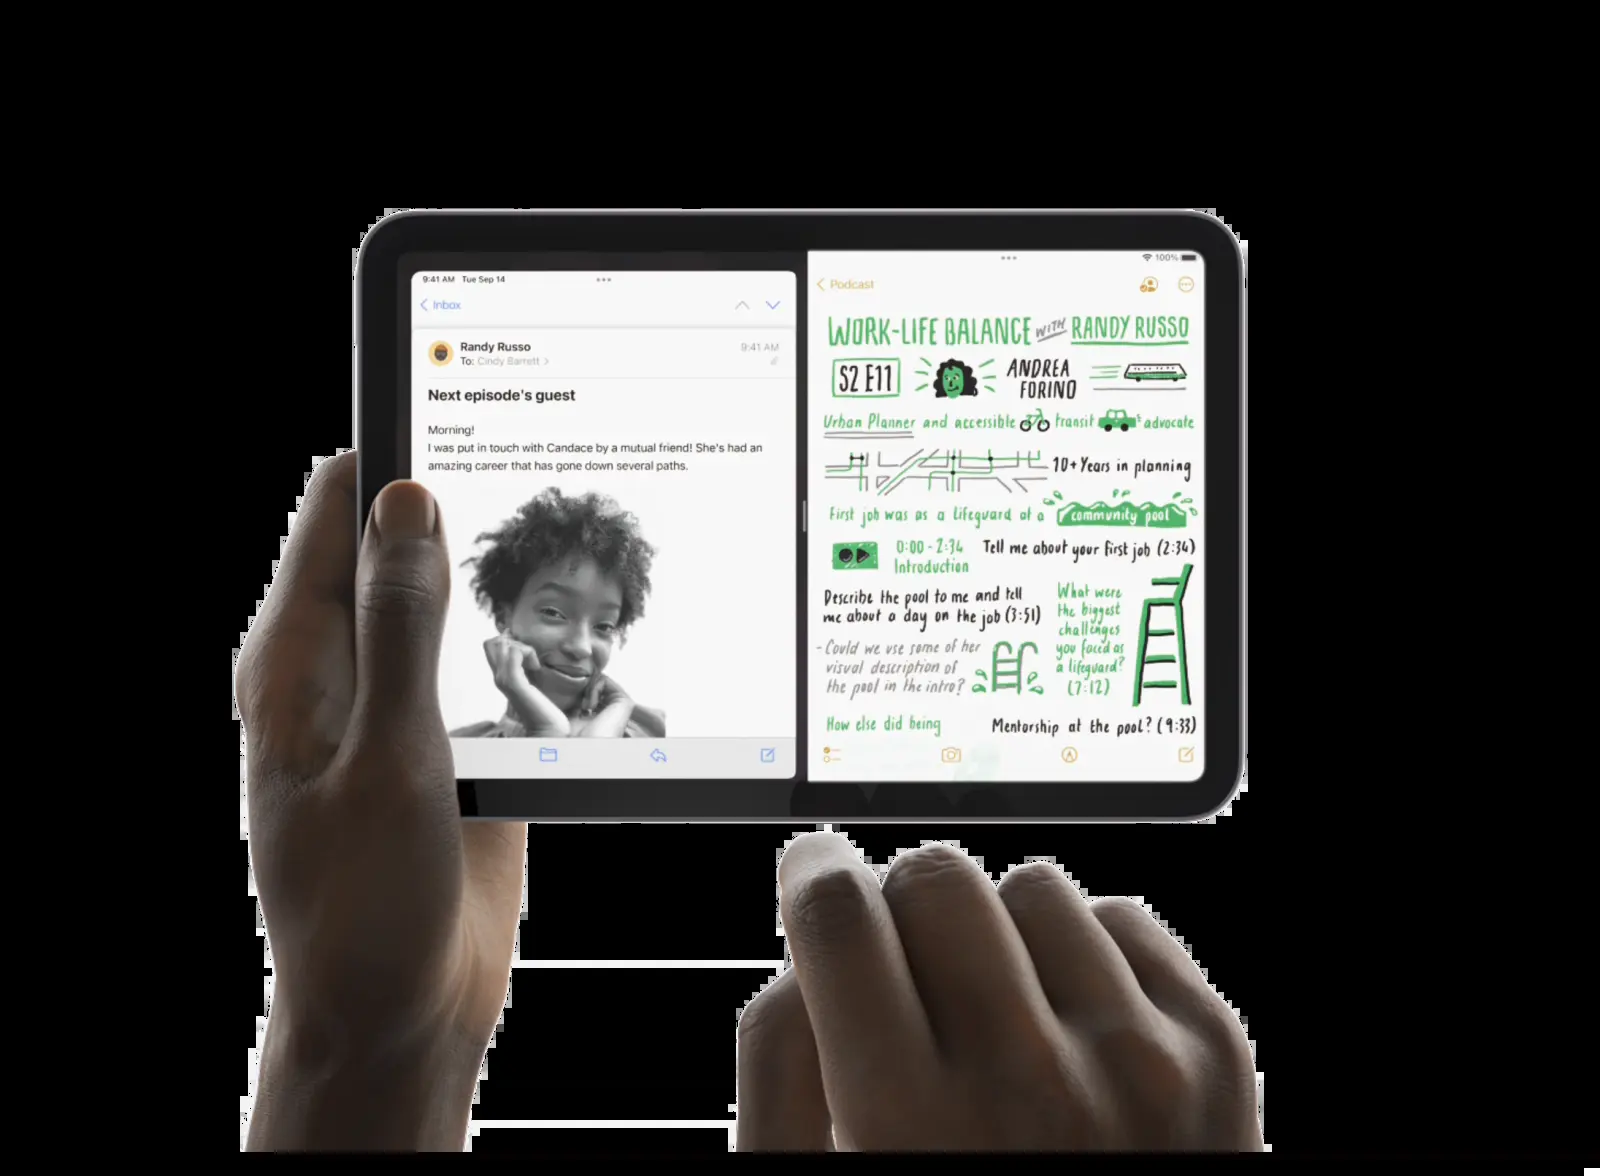 9:41 AM Tue Sep 14
Inbox
Randy Russo
9:41 AM
To: Cindy Barrett
Next episode's guest
Morning!
I was put in touch with Candace by a mutual friend! She's had an
amazing career that has gone down several paths.
100%
Podcast
WORK-LIFE BALANCE WITH RANDY RUSSO
S2 E11
ANDREA
FORINO
Urban Planner and accessible transit advocate
10+ Years in planning
First job was as a lifeguard at a community pool
0:00 - 2:34
Introduction
Tell me about your first job (2:34)
Describe the pool to me and tell
me about a day on the job (3:51)
- Could we use some of her
visual description of
the pool in the intro?
What were
the biggest
challenges
you faced as
a lifeguard?
(7:12)
How else did being
Mentorship at the pool? (9:33)